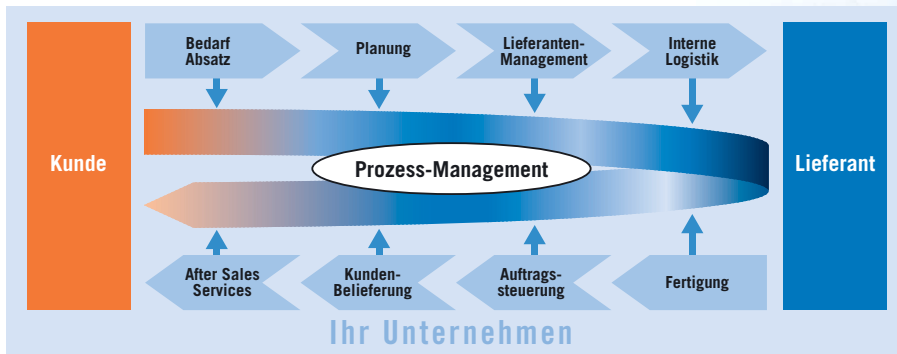 Bedarf
Absatz
Planung
Lieferanten-
Management
Interne
Logistik
Kunde
Prozess-Management
Lieferant
After Sales
Services
Kunden-
Belieferung
Auftrags-
steuerung
Fertigung
Ihr Unternehmen